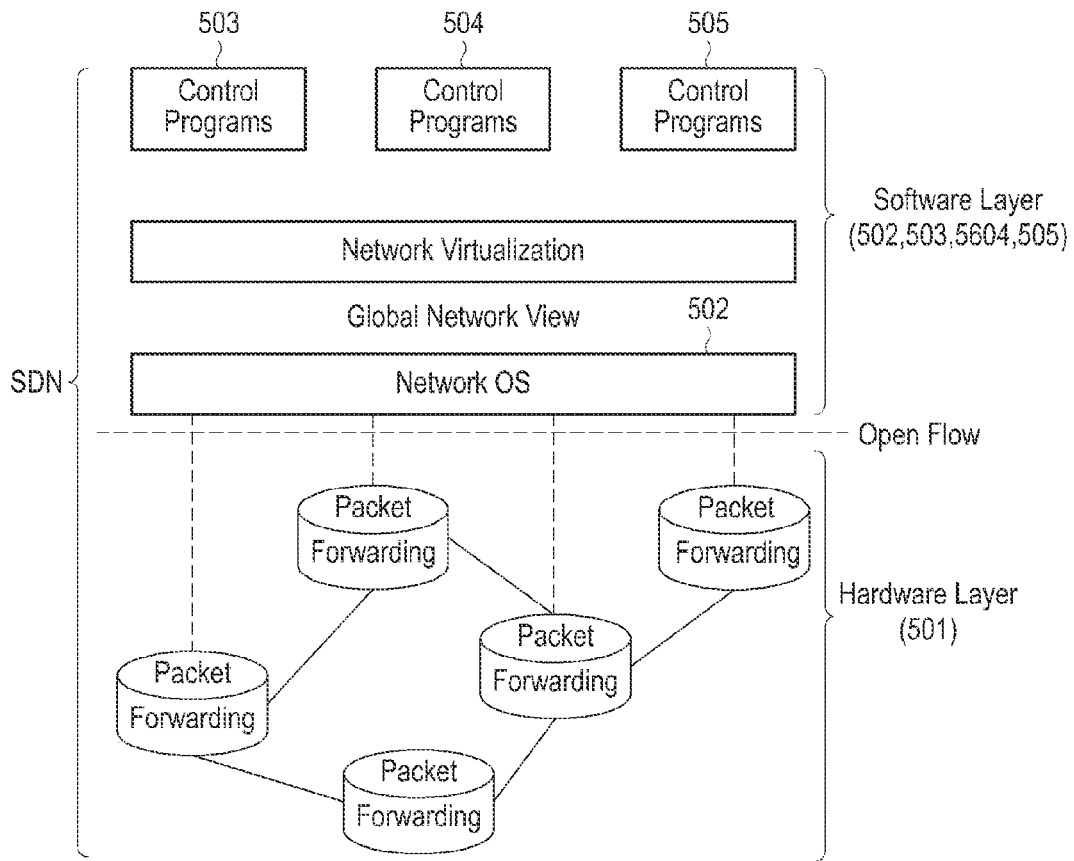 503
504
505
Control
Programs
Control
Programs
Control
Programs
Software Layer
(502,503,5604,505)
Network Virtualization
Global Network View
502
SDN
Network OS
Open Flow
Packet
Forwarding
Packet
Forwarding
Hardware Layer
(501)
Packet
Forwarding
Packet
Forwarding
Packet
Forwarding